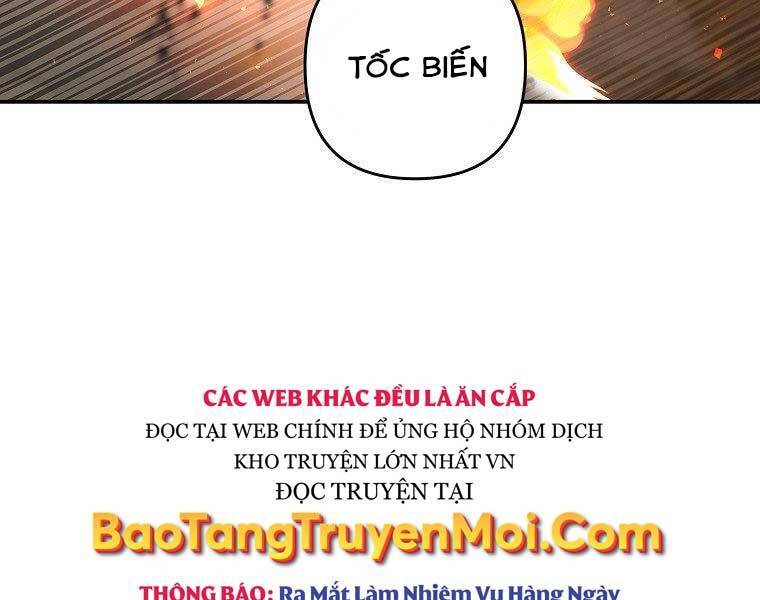 TỐC BIẾN
CÁC WEB KHÁC ĐỀU LÀ ĂN CẮP
ĐỌC TẠI WEB CHÍNH ĐỂ ỦNG HỘ NHÓM DỊCH
KHO TRUYỆN LỚN NHẤT VN
ĐỌC TRUYỆN TẠI
BaoTangTruyenMoi.Com
THÔNG BÁO: Ra Mắt Làm Nhiệm Vụ Hàng Ngày